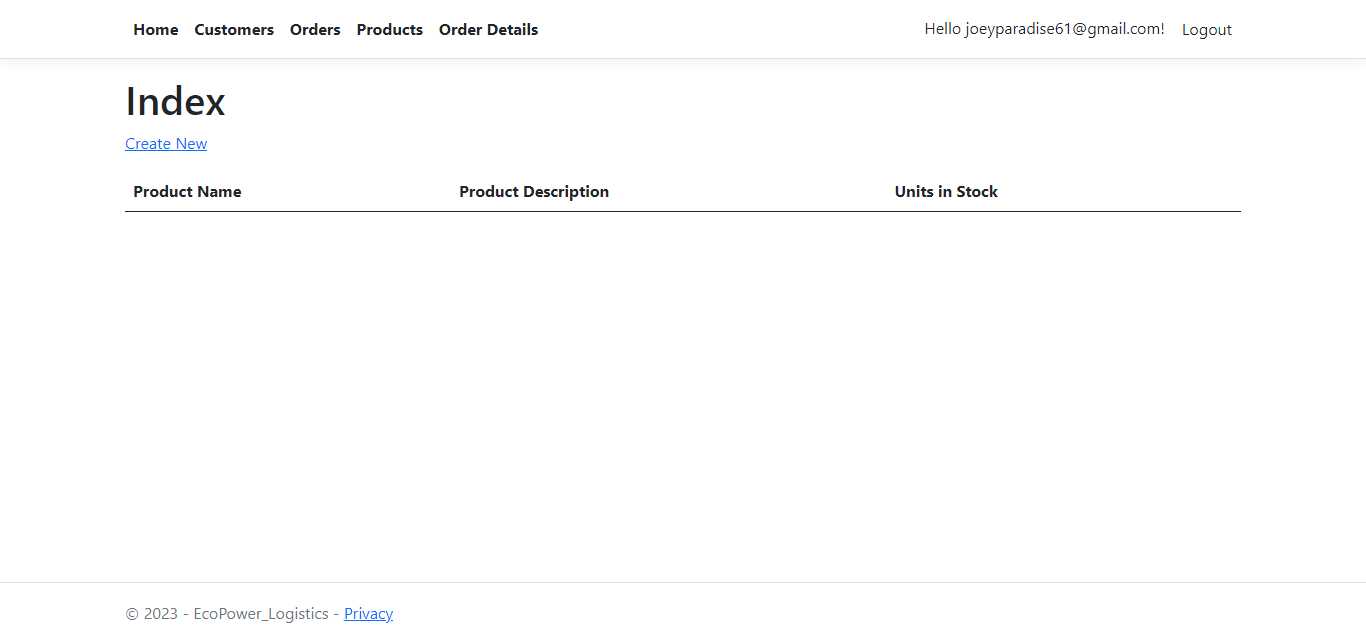 Home Customers Orders Products Order Details Hello joeyparadise61@gmail.com! Logout
Index
Create New
Product Name Product Description Units in Stock
© 2023 - EcoPower_Logistics - Privacy